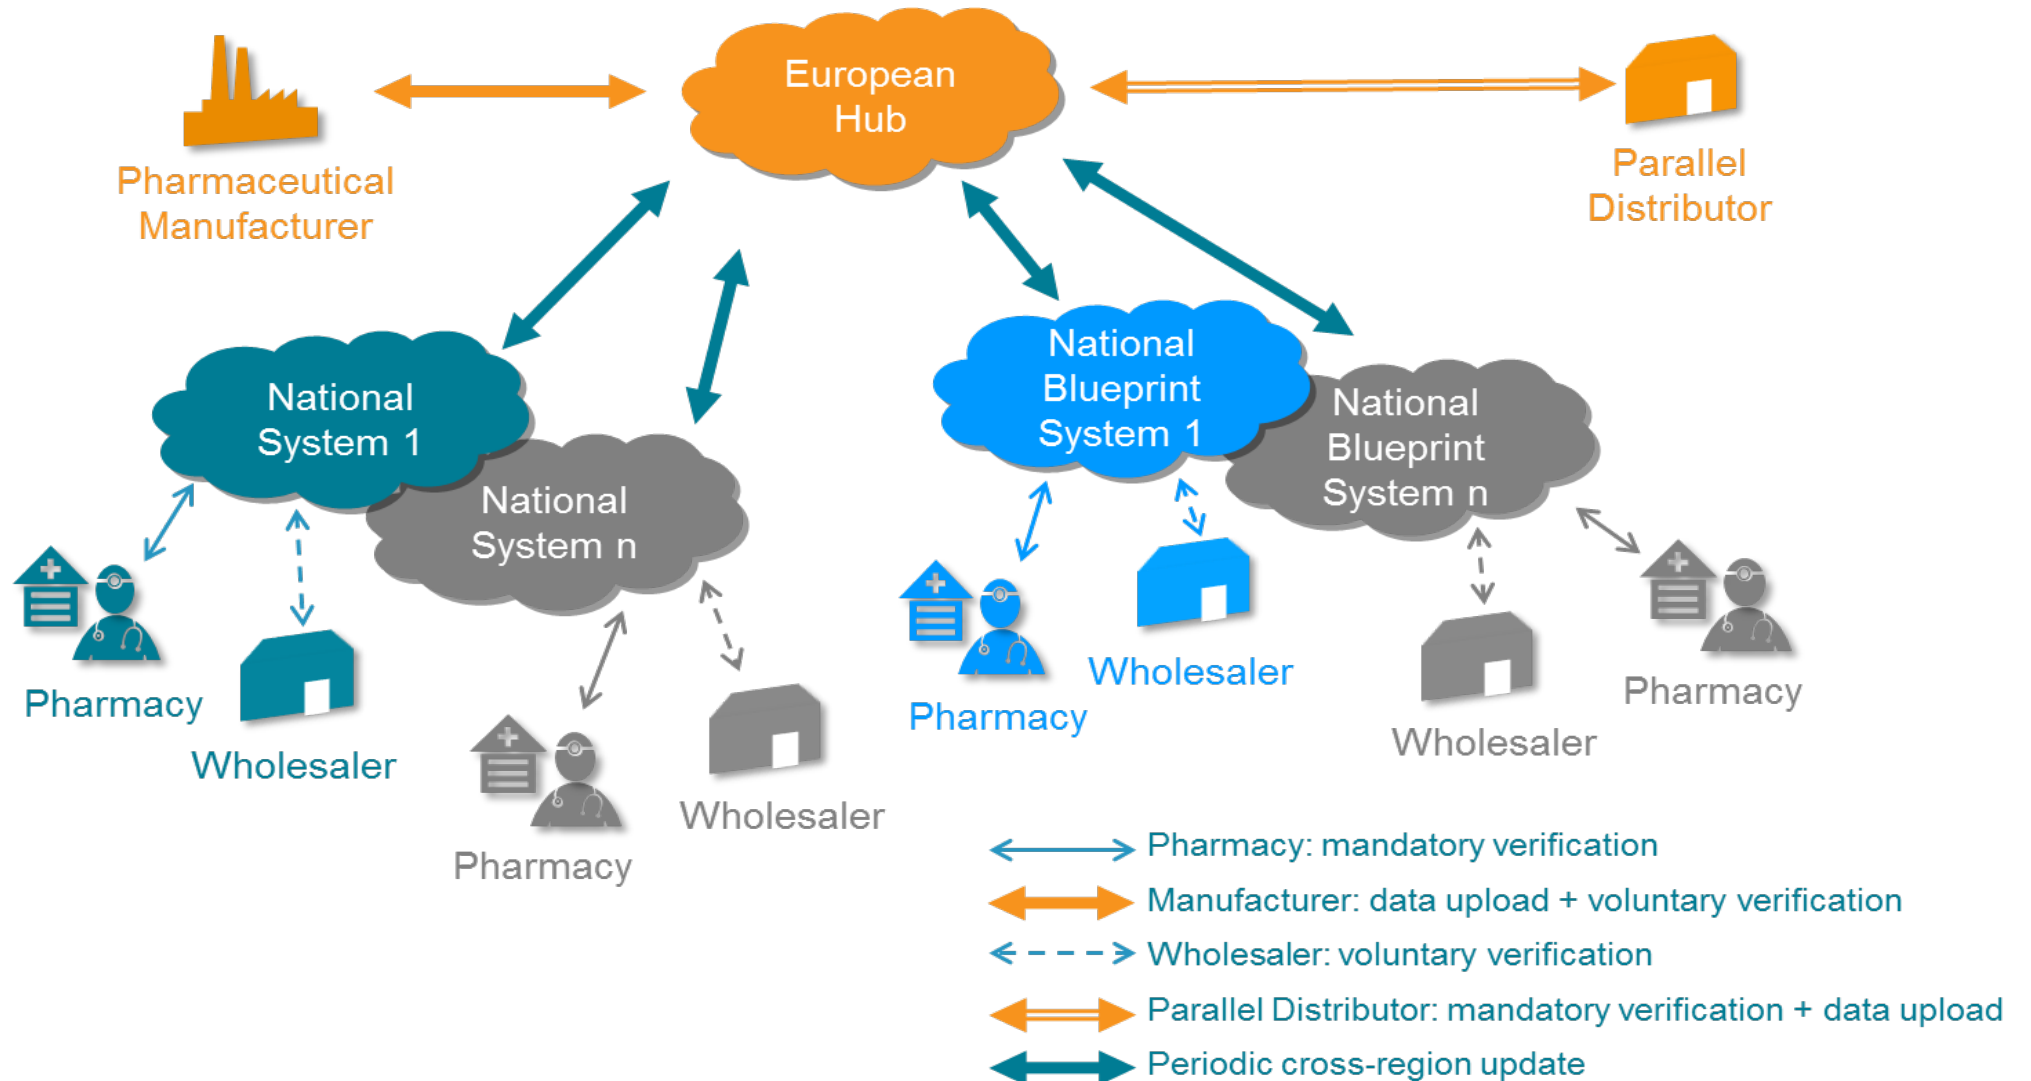 European
Hub
Pharmaceutical
Manufacturer
Parallel
Distributor
National
System 1
National
System n
National
Blueprint
System 1
National
Blueprint
System n
Pharmacy
Wholesaler
Pharmacy
Wholesaler
Pharmacy
Wholesaler
Wholesaler
Pharmacy
Pharmacy: mandatory verification
Manufacturer: data upload + voluntary verification
Wholesaler: voluntary verification
Parallel Distributor: mandatory verification + data upload
Periodic cross-region update